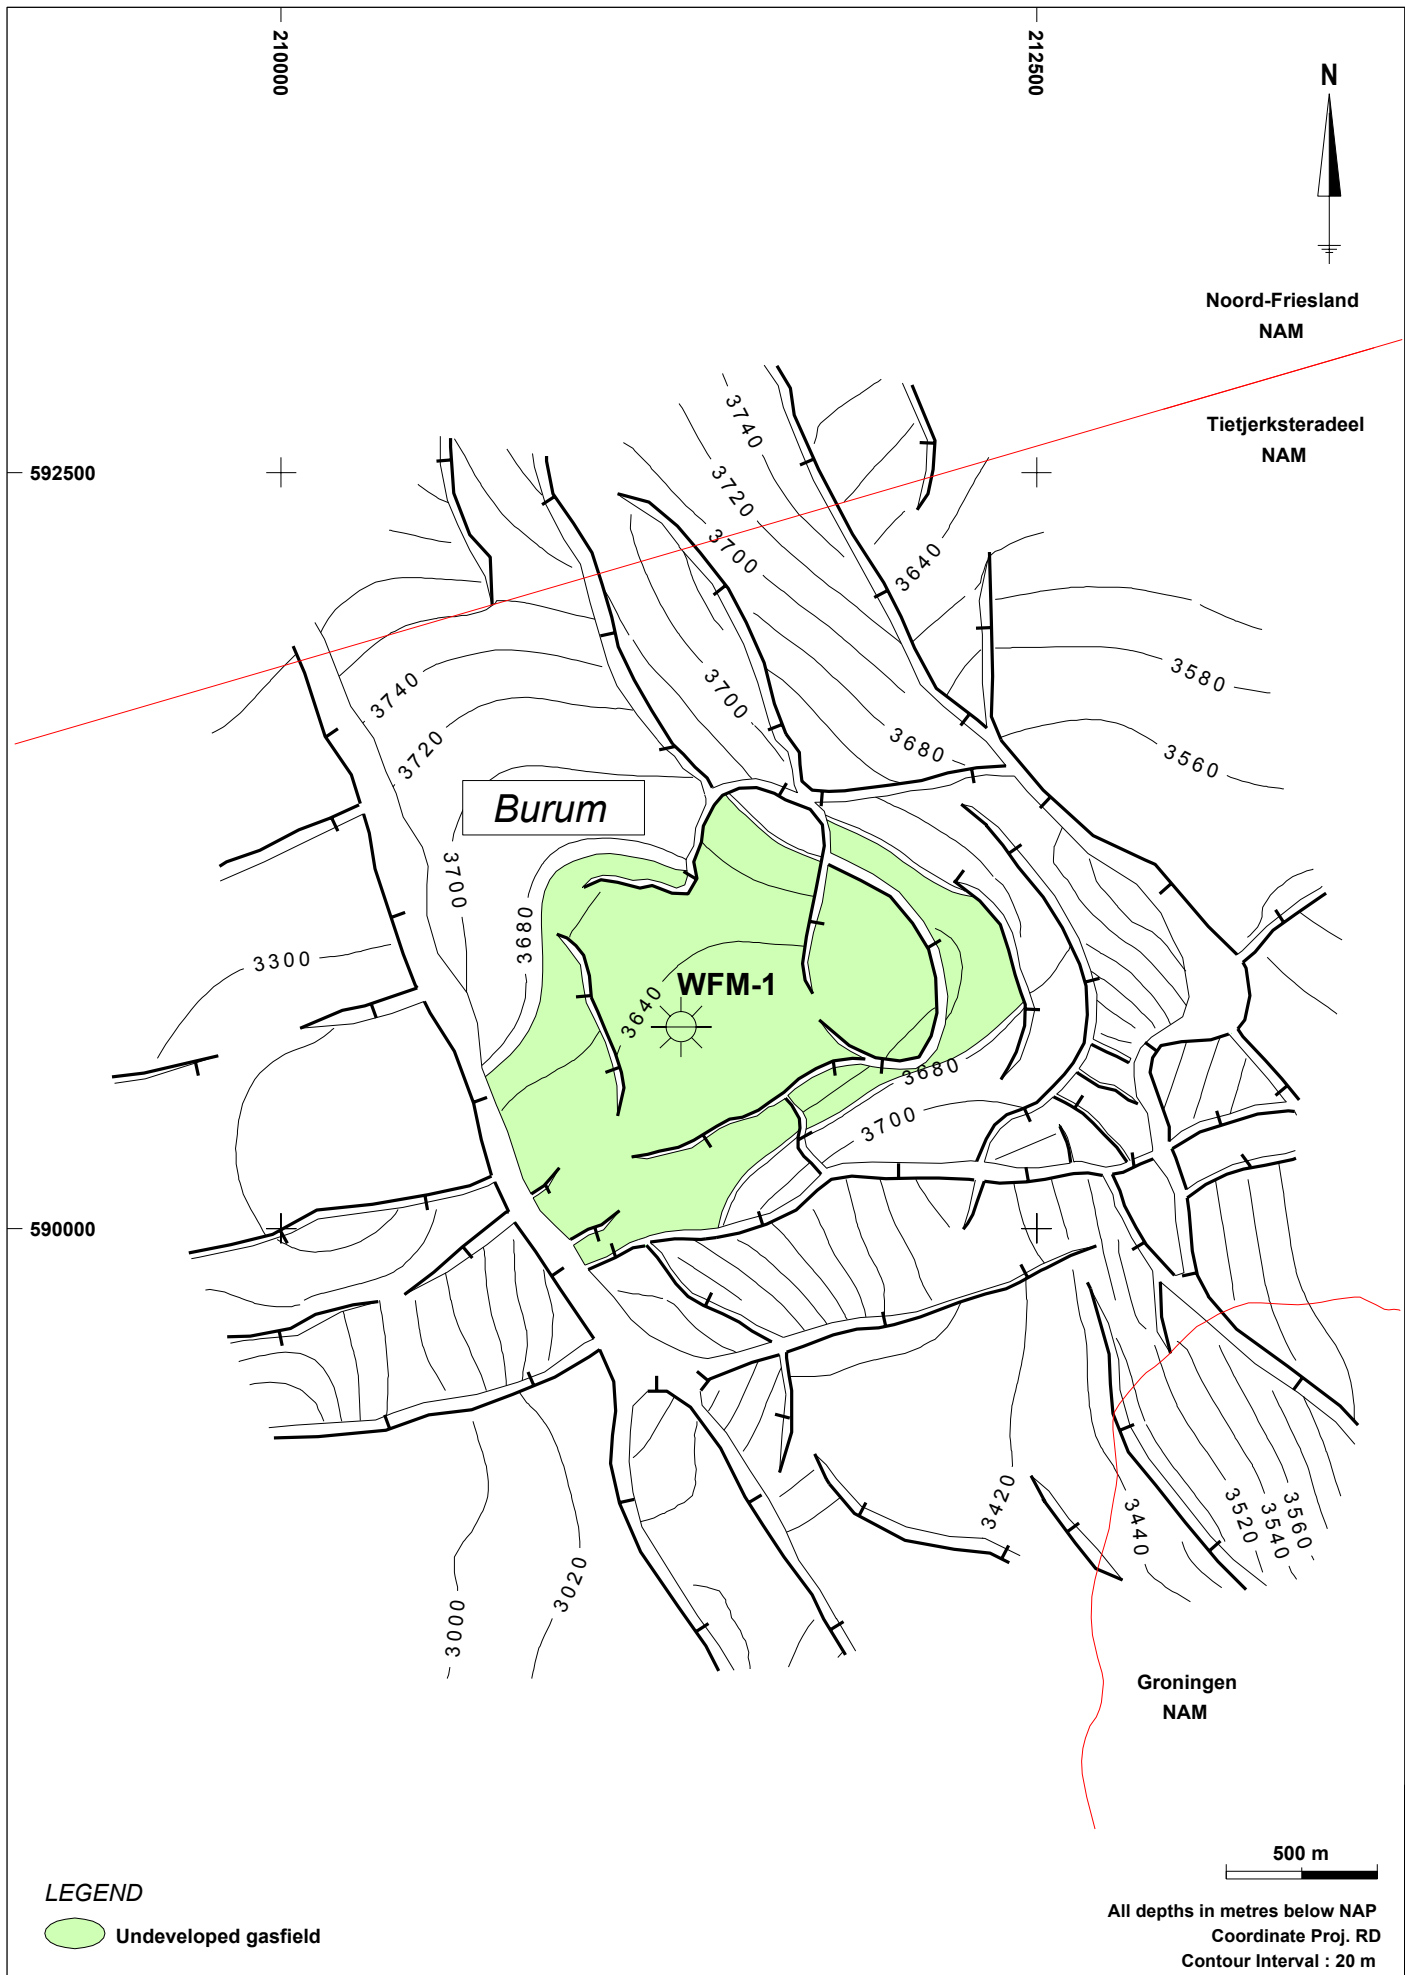 210000
212500
N
Noord-Friesland
NAM
Tietjerksteradeel
NAM
592500
3740
3720
3700
3640
3740
3720
3700
3680
3580
3560
Burum
3700
3680
3300
WFM-1
3640
3680
3700
590000
3420
3440
3520
3540
3560
3000
3020
Groningen
NAM
500 m
LEGEND
Undeveloped gasfield
All depths in metres below NAP
Coordinate Proj. RD
Contour Interval : 20 m